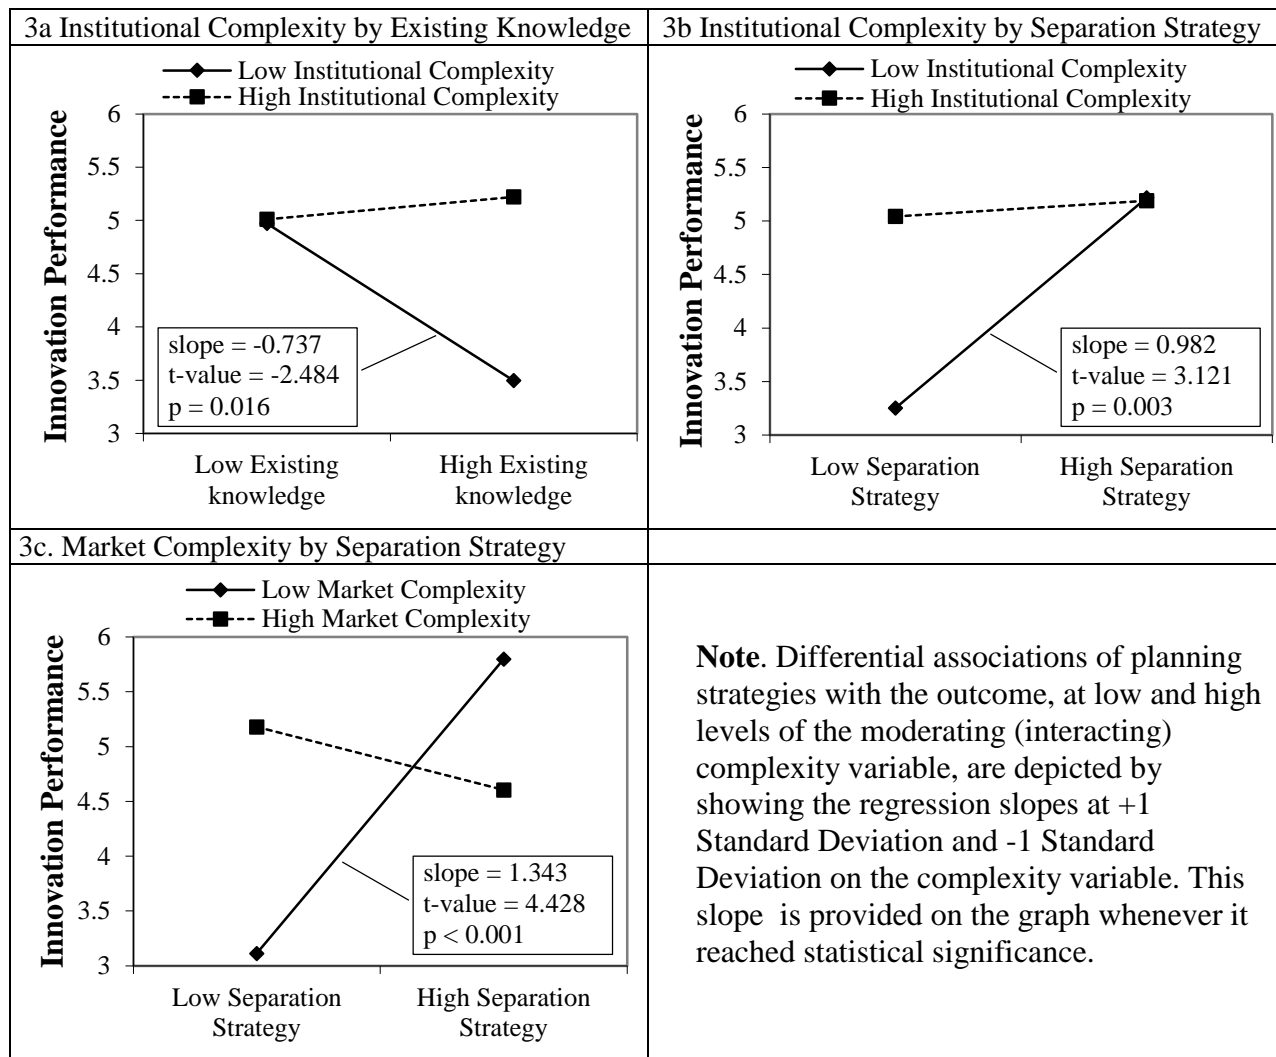 3a Institutional Complexity by Existing Knowledge
Low Institutional Complexity
High Institutional Complexity
Innovation Performance
6
5.5
5
4.5
4
3.5
3
slope = -0.737
t-value = -2.484
p = 0.016
Low Existing
knowledge
High Existing
knowledge
3b Institutional Complexity by Separation Strategy
Low Institutional Complexity
High Institutional Complexity
Innovation Performance
6
5.5
5
4.5
4
3.5
3
slope = 0.982
t-value = 3.121
p = 0.003
Low Separation
Strategy
High Separation
Strategy
3c. Market Complexity by Separation Strategy
Low Market Complexity
High Market Complexity
Innovation Performance
6
5.5
5
4.5
4
3.5
3
slope = 1.343
t-value = 4.428
p < 0.001
Low Separation
Strategy
High Separation
Strategy
Note. Differential associations of planning
strategies with the outcome, at low and high
levels of the moderating (interacting)
complexity variable, are depicted by
showing the regression slopes at +1
Standard Deviation and -1 Standard
Deviation on the complexity variable. This
slope is provided on the graph whenever it
reached statistical significance.